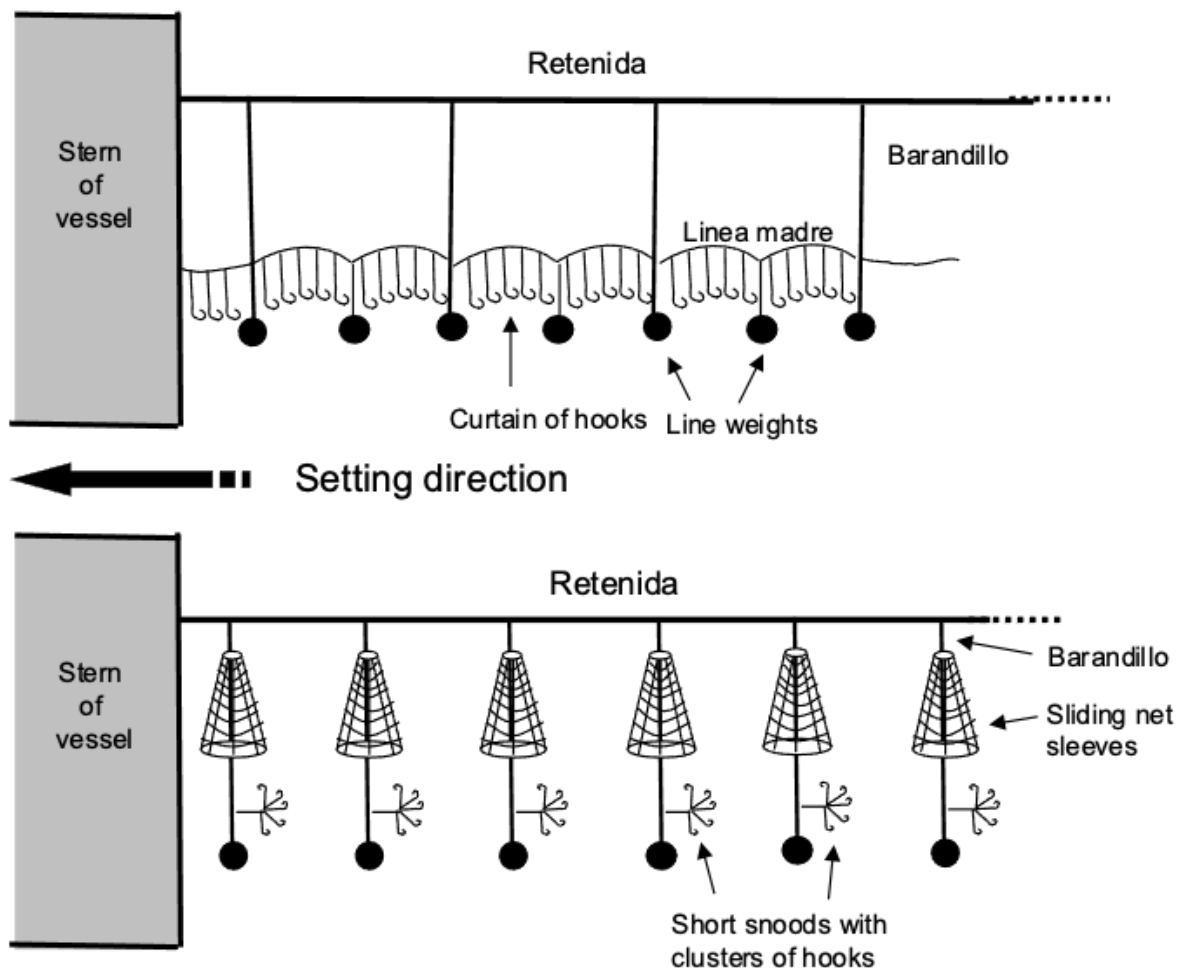 Retenida
Stern
of
vessel
Barandillo
Linea madre
Curtain of hooks
Line weights
Setting direction
Retenida
Stern
of
vessel
Barandillo
Sliding net
sleeves
Short snoods with
clusters of hooks